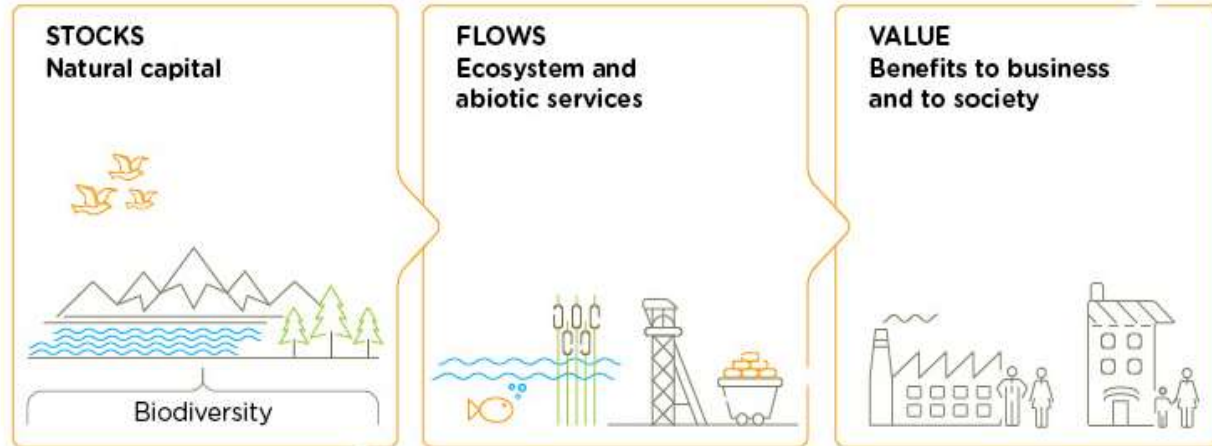 STOCKS
Natural capital
FLOWS
Ecosystem and
abiotic services
VALUE
Benefits to business
and to society
Biodiversity